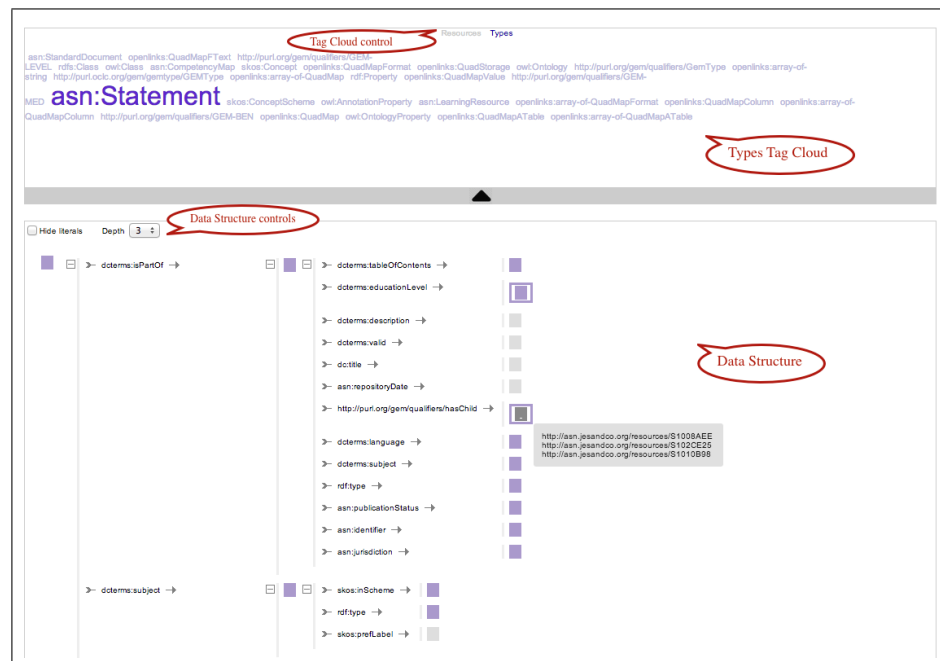 Resources Types
Tag Cloud control
asn:StandardDocument openlinks:QuadMapFText http://purl.org/gem/qualifiers/GEM-
LEVEL rdfs:Class owl:Class asn:CompetencyMap skos:Concept openlinks:QuadMapFormat openlinks:QuadStorage owl:Ontology http://purl.org/gem/qualifiers/GemType openlinks:array-of-
string http://purl.oclc.org/gem/gemtype/GEMType openlinks:array-of-QuadMap rdf:Property openlinks:QuadMapValue http://purl.org/gem/qualifiers/GEM-
MED asn:Statement skos:ConceptScheme owl:AnnotationProperty asn:LearningResource openlinks:array-of-QuadMapFormat openlinks:QuadMapColumn openlinks:array-of-
QuadMapColumn http://purl.org/gem/qualifiers/GEM-BEN openlinks:QuadMap owl:OntologyProperty openlinks:QuadMapATable openlinks:array-of-QuadMapATable
Types Tag Cloud
Data Structure controls
Hide literals Depth 3
dcterms:isPartOf dcterms:tableOfContents
dcterms:educationLevel
dcterms:description
dcterms:valid
dc:title
Data Structure
asn:repositoryDate
http://purl.org/gem/qualifiers/hasChild
http://asn.jesandco.org/resources/S1008AEE
http://asn.jesandco.org/resources/S102CE25
http://asn.jesandco.org/resources/S1010B98
dcterms:language
dcterms:subject
rdf:type
asn:publicationStatus
asn:identifier
asn:jurisdiction
dcterms:subject skos:inScheme
rdf:type
skos:prefLabel